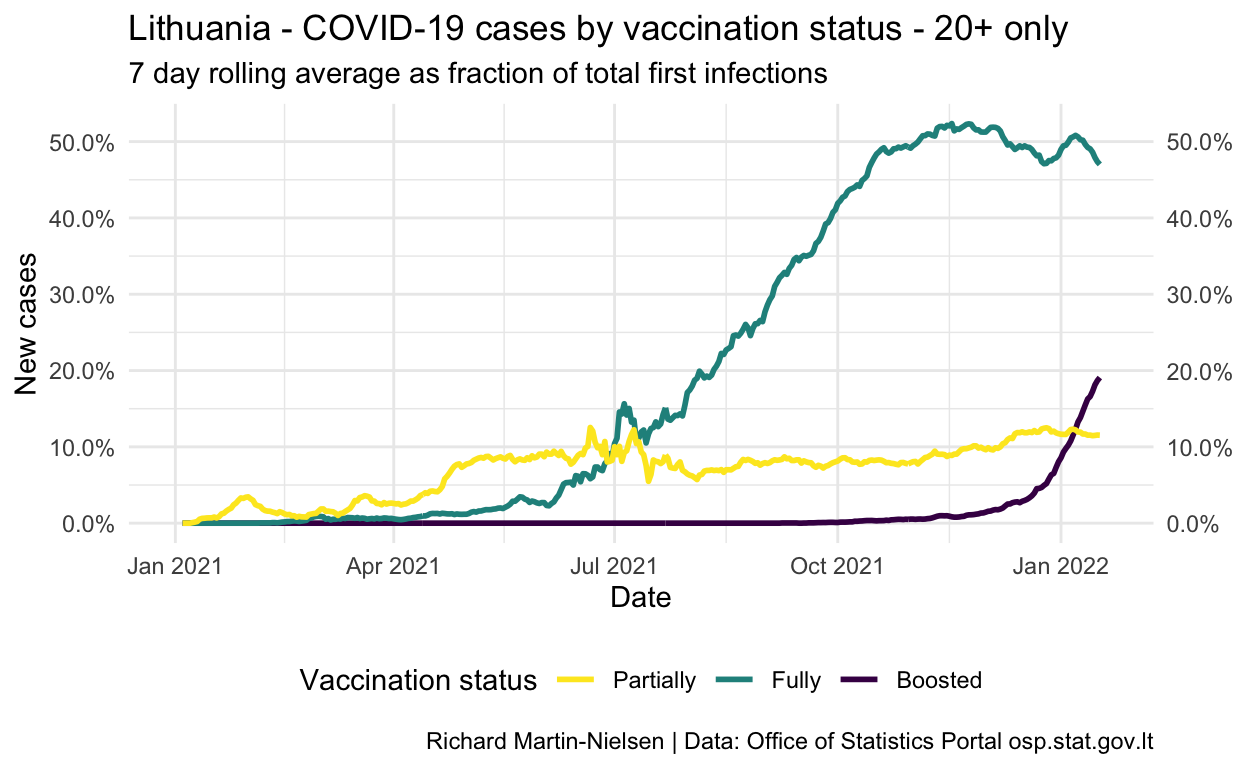 Lithuania - COVID-19 cases by vaccination status - 20+ only
7 day rolling average as fraction of total first infections
50.0%
40.0%
30.0%
20.0%
10.0%
0.0%
New cases
50.0%
40.0%
30.0%
20.0%
10.0%
0.0%
Jan 2021 Apr 2021 Jul 2021 Oct 2021 Jan 2022
Date
Vaccination status Partially Fully Boosted
Richard Martin-Nielsen | Data: Office of Statistics Portal osp.stat.gov.lt